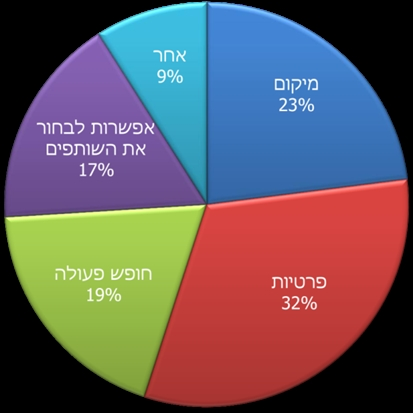 מיקום
23%
פרטיות
32%
חופש פעולה
19%
אפשרות לבחור
את השותפים
17%
אחר
9%